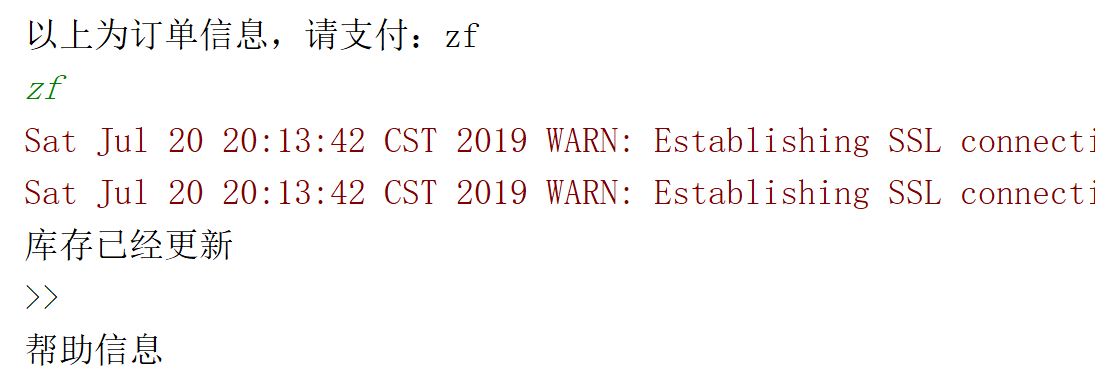 以上为订单信息，请支付：zf
zf
Sat Jul 20 20:13:42 CST 2019 WARN: Establishing SSL connecti
Sat Jul 20 20:13:42 CST 2019 WARN: Establishing SSL connecti
库存已经更新
>>
帮助信息